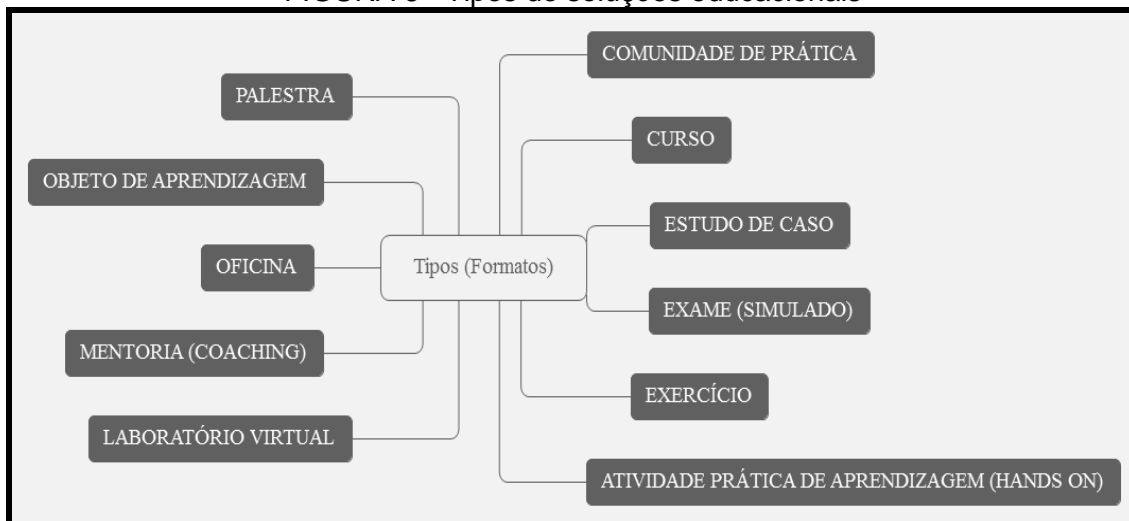 COMUNIDADE DE PRÁTICA
PALESTRA
CURSO
OBJETO DE APRENDIZAGEM
ESTUDO DE CASO
OFICINA
Tipos (Formatos)
EXAME (SIMULADO)
MENTORIA (COACHING)
EXERCÍCIO
LABORATÓRIO VIRTUAL
ATIVIDADE PRÁTICA DE APRENDIZAGEM (HANDS ON)